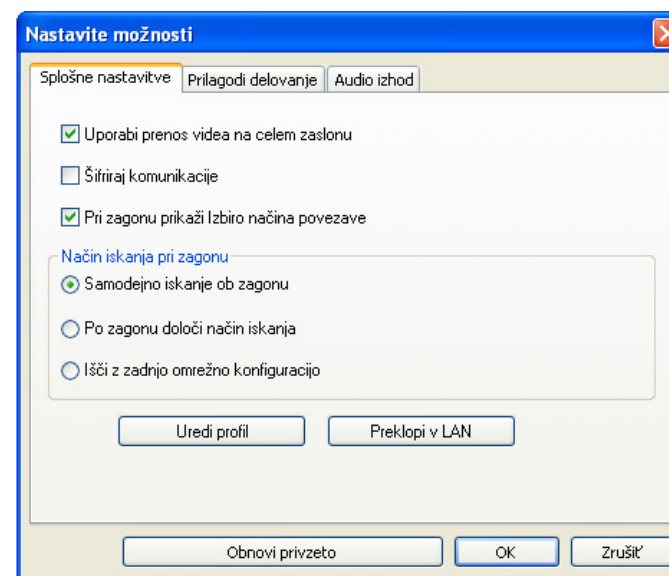 Nastavite možnosti
Splošne nastavitve Prilagodi delovanje Audio izhod
Uporabi prenos videa na celem zaslonu
Šifriraj komunikacije
Pri zagonu prikaži Izbiro načina povezave
Način iskanja pri zagonu
Samodejno iskanje ob zagonu
Po zagonu določi način iskanja
Išči z zadnjo omrežno konfiguracijo
Uredi profil Preklopi v LAN
Obnovi privzeto OK Zrušiť